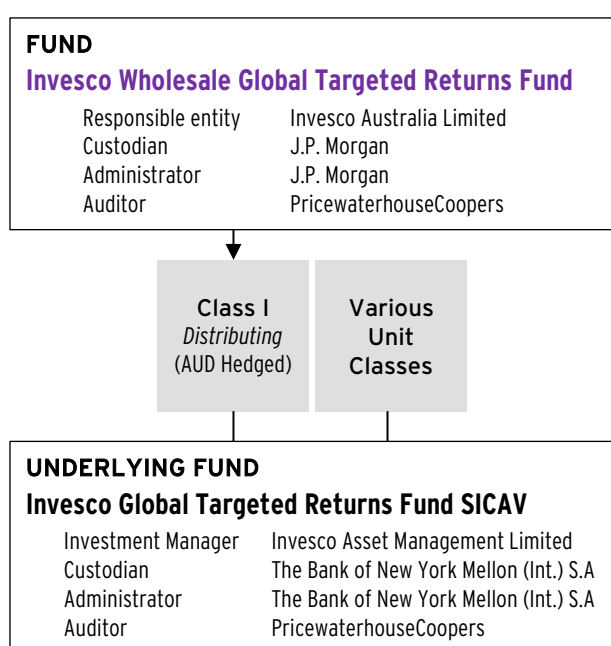 FUND
Invesco Wholesale Global Targeted Returns Fund
Responsible entity Invesco Australia Limited
Custodian J.P. Morgan
Administrator J.P. Morgan
Auditor PricewaterhouseCoopers
Class I
Distributing
(AUD Hedged)
Various
Unit
Classes
UNDERLYING FUND
Invesco Global Targeted Returns Fund SICAV
Investment Manager Invesco Asset Management Limited
Custodian The Bank of New York Mellon (Int.) S.A
Administrator The Bank of New York Mellon (Int.) S.A
Auditor PricewaterhouseCoopers